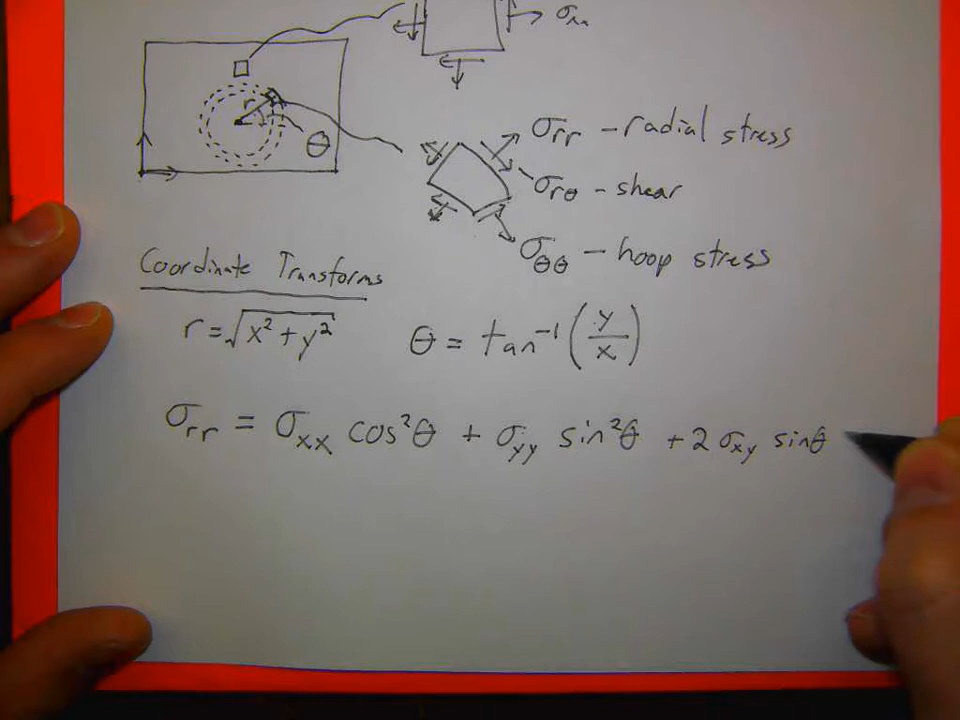 σrr - radial stress
r
θ
σrθ - shear
σθθ - hoop stress
Coordinate Transforms
r = √x² + y² θ = tan⁻¹ (y/x)
σrr = σxx cos²θ + σyy sin²θ + 2 σxy sinθ